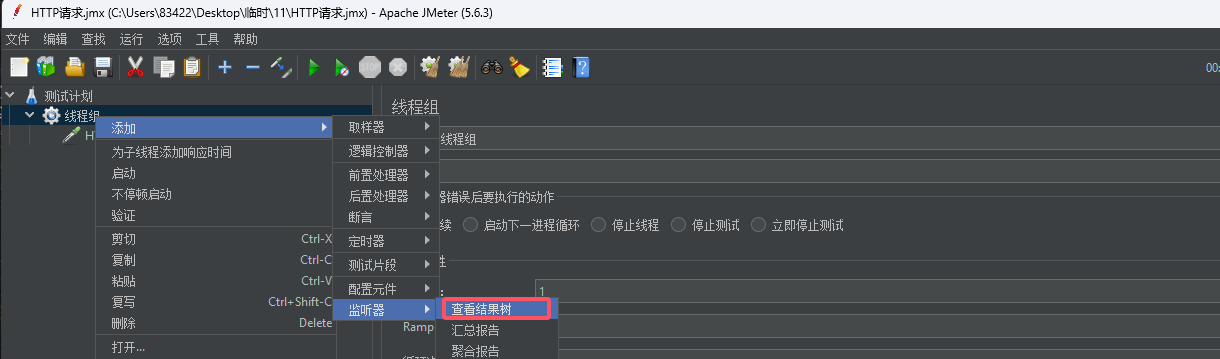 HTTP请求.jmx (C:\Users\83422\Desktop\临时\11\HTTP请求.jmx) - Apache JMeter (5.6.3)
文件 编辑 查找 运行 选项 工具 帮助
STOP
00:
测试计划
线程组
线程组
添加
取样器
线程组
逻辑控制器
为子线程添加响应时间
启动
前置处理器
不停顿启动
后置处理器
器错误后要执行的动作
验证
断言
续 启动下一进程循环 停止线程 停止测试 立即停止测试
剪切 Ctrl-X
定时器
复制 Ctrl-C
测试片段
性
粘贴 Ctrl-V
配置元件
: 1
复写 Ctrl+Shift-C
监听器
查看结果树
删除 Delete
Ramp
汇总报告
打开...
聚合报告